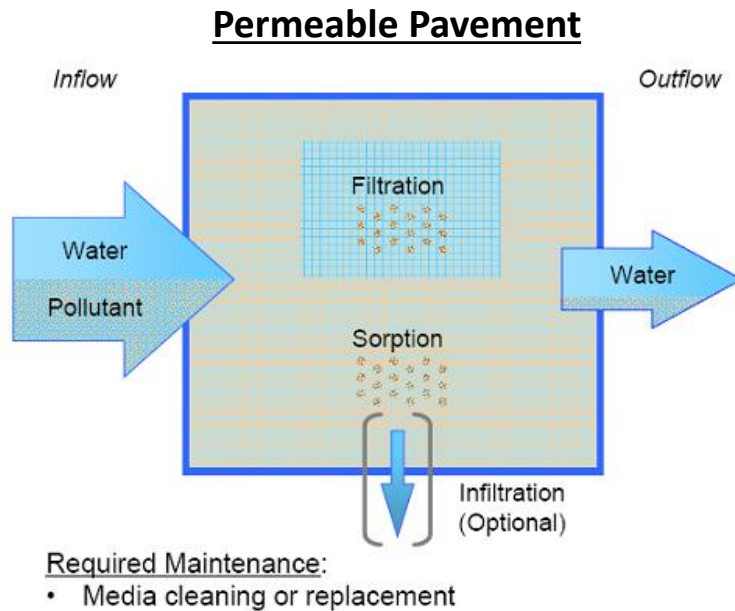 Permeable Pavement
Inflow
Outflow
Filtration
Water
Pollutant
Water
Sorption
Infiltration
(Optional)
Required Maintenance:
• Media cleaning or replacement